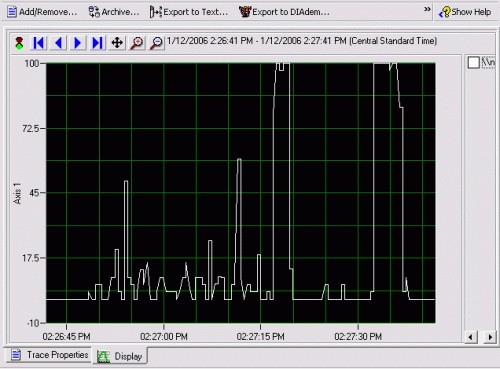 Add/Remove... Archive... Export to Text... Export to DIAdem... » Show Help
1/12/2006 2:26:41 PM - 1/12/2006 2:27:41 PM (Central Standard Time)
\\n
100
72.5
45
17.5
-10
Axis 1
02:26:45 PM 02:27:00 PM 02:27:15 PM 02:27:30 PM
Trace Properties Display